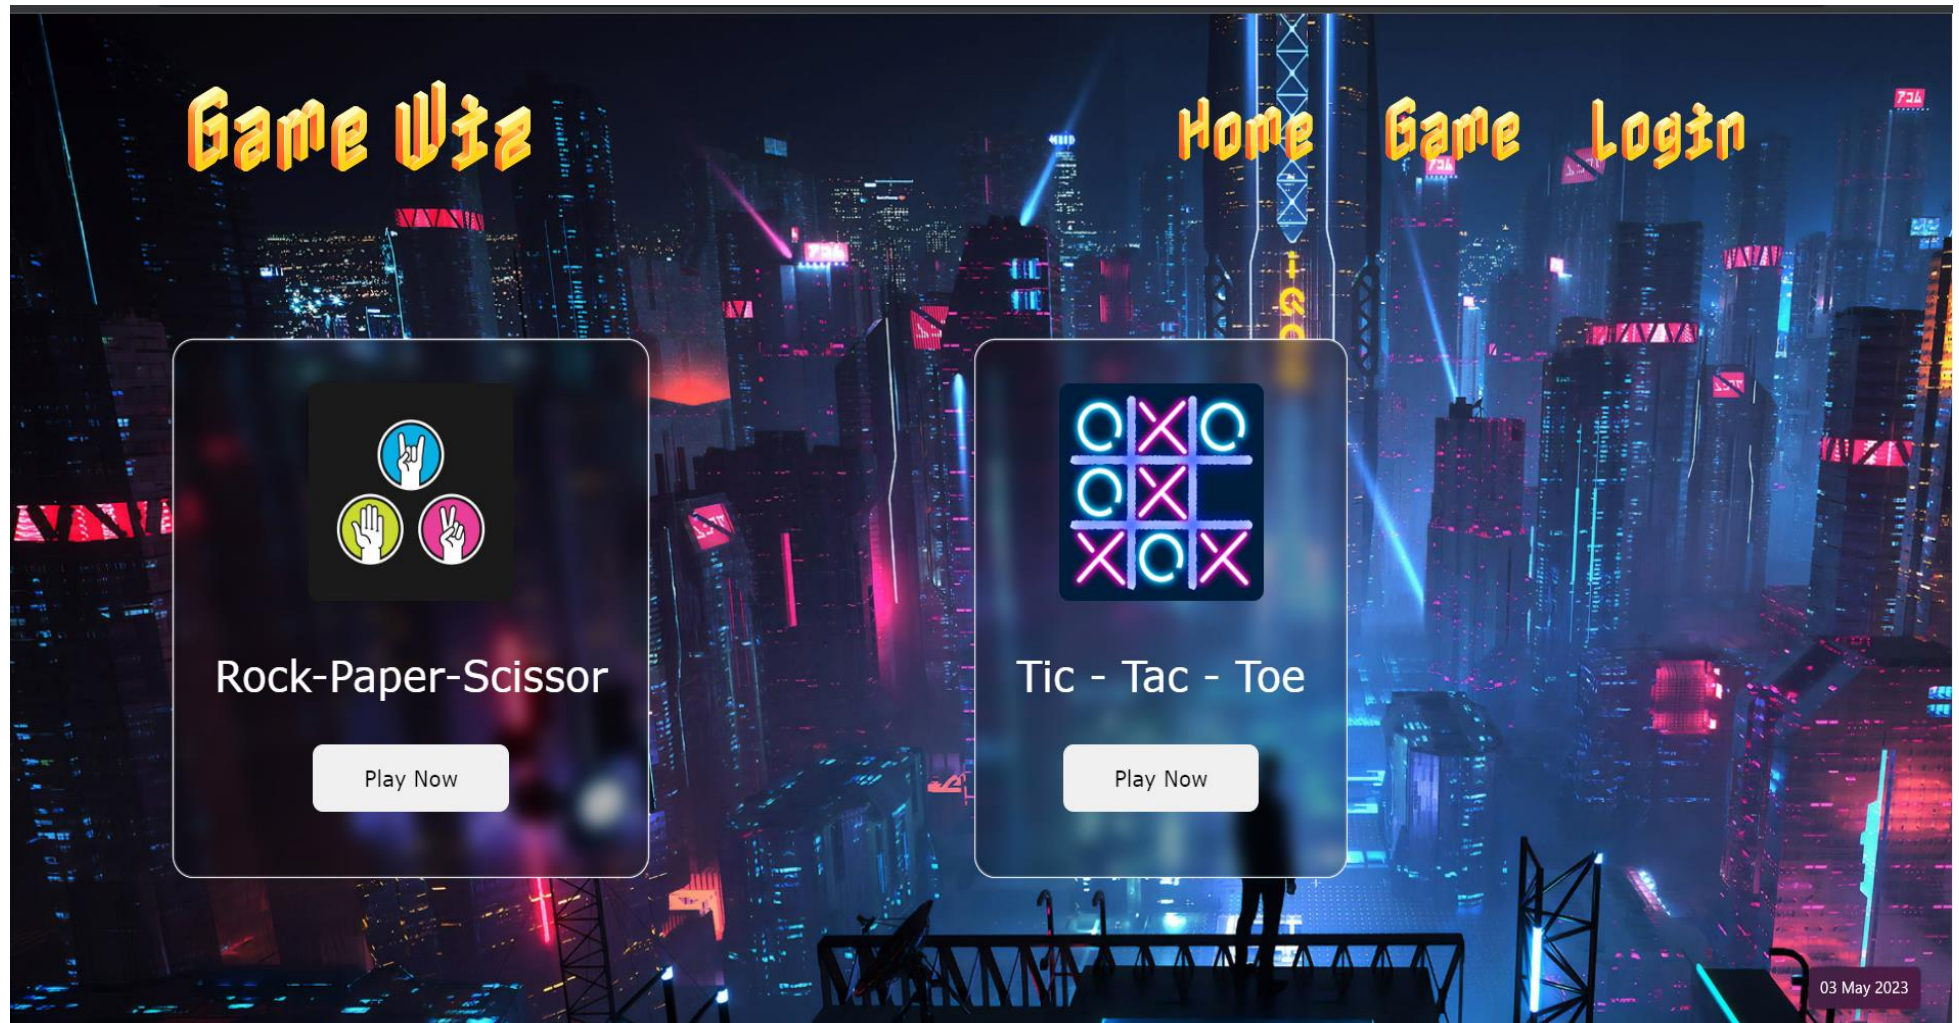 Game Wiz
Home Game Login
Rock-Paper-Scissor
Tic - Tac - Toe
Play Now
Play Now
03 May 2023